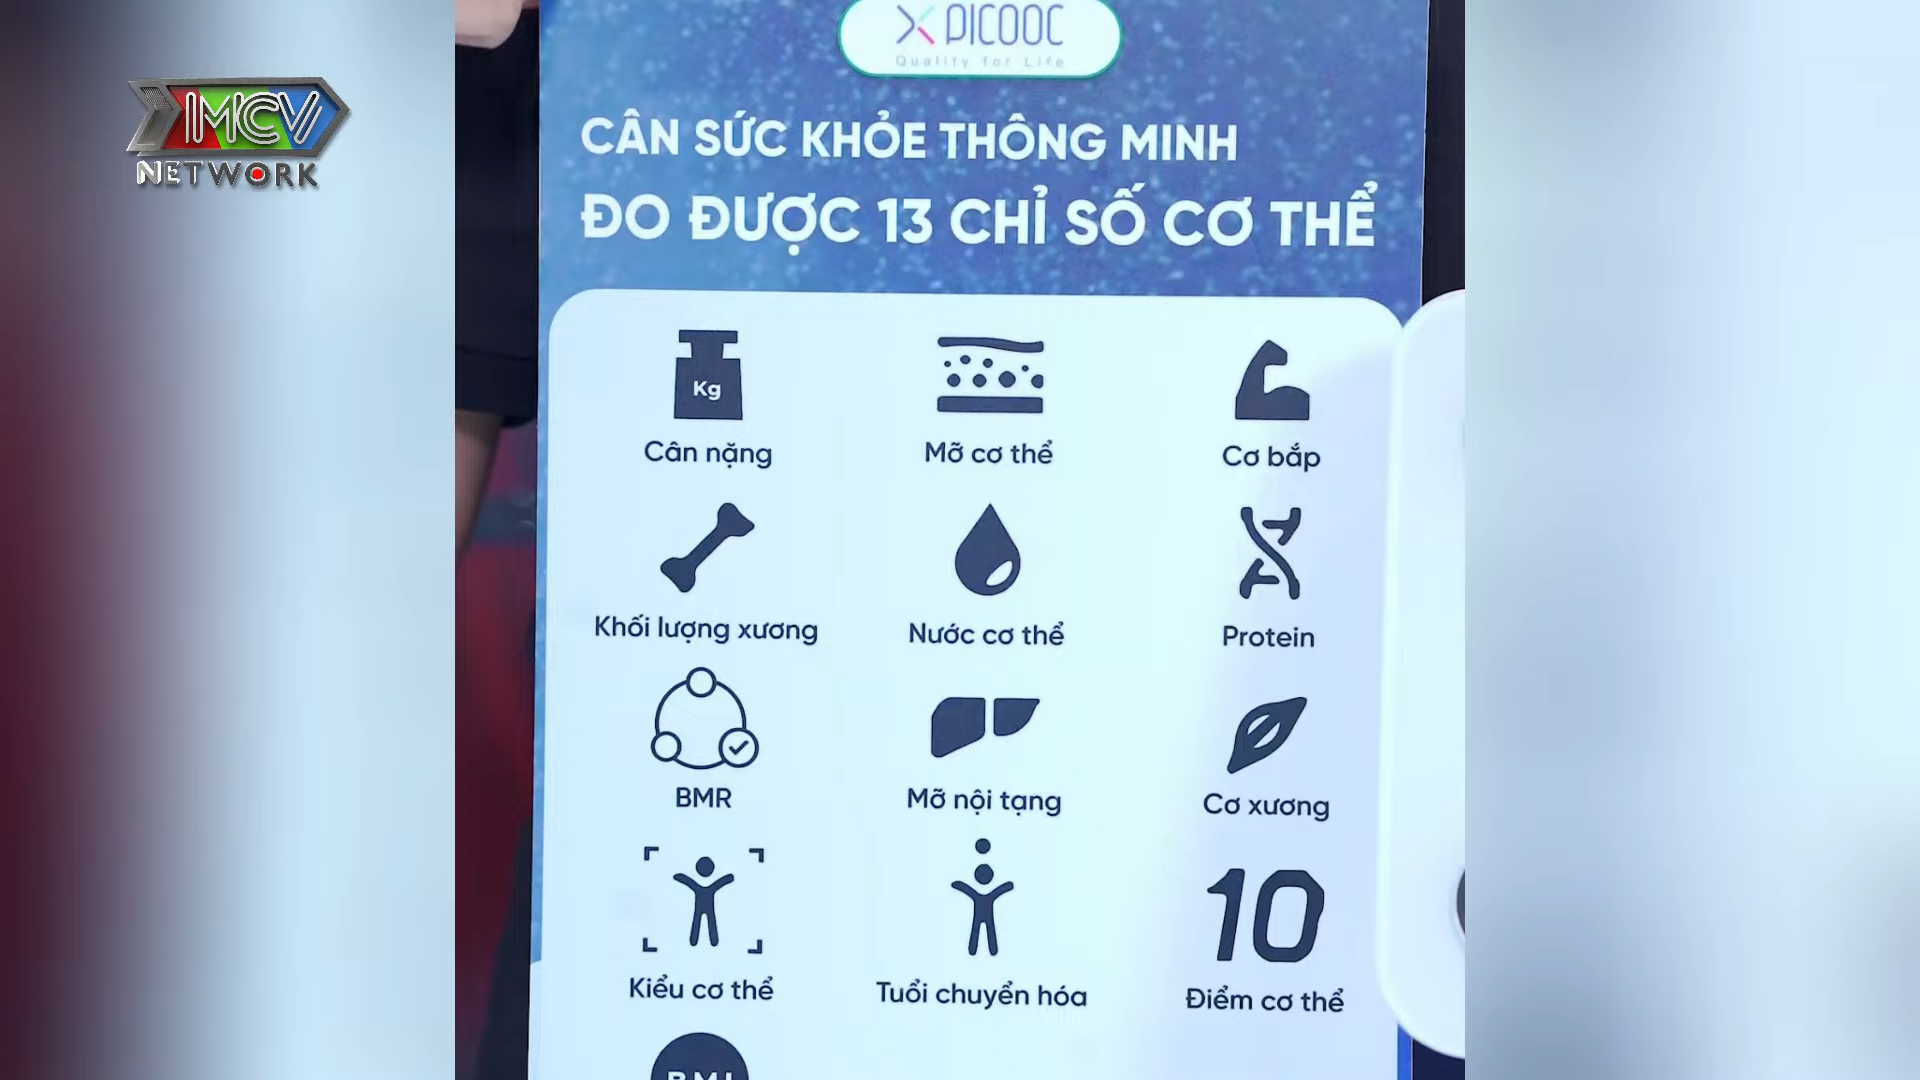 MCV
NETWORK
PICOOC
Quality for Life
CÂN SỨC KHỎE THÔNG MINH
ĐO ĐƯỢC 13 CHỈ SỐ CƠ THỂ
Kg
Cân nặng
Mỡ cơ thể
Cơ bắp
Khối lượng xương
Nước cơ thể
Protein
BMR
Mỡ nội tạng
Cơ xương
10
Kiểu cơ thể
Tuổi chuyển hóa
Điểm cơ thể
BMI